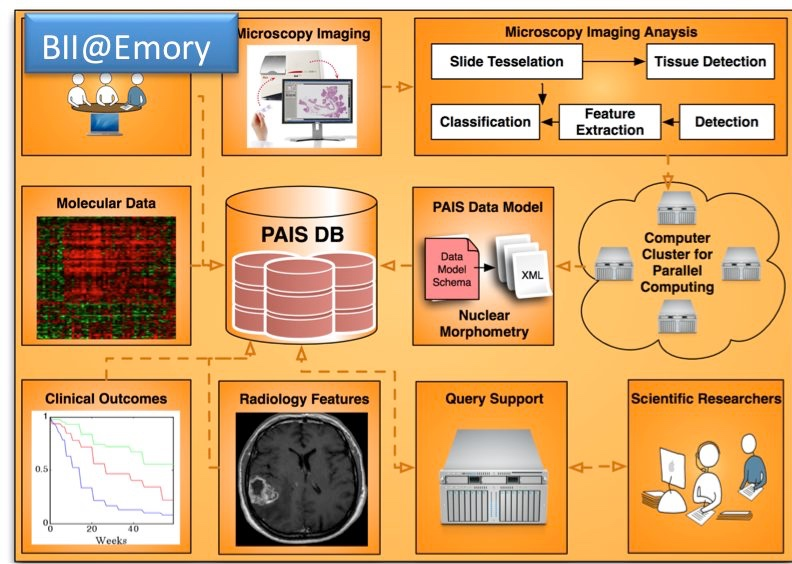 BII@Emory
Microscopy Imaging
Microscopy Imaging Anaysis
Slide Tesselation
Tissue Detection
Classification
Feature
Extraction
Detection
Molecular Data
PAIS DB
PAIS Data Model
Data
Model
Schema
XML
Nuclear
Morphometry
Computer
Cluster for
Parallel
Computing
Clinical Outcomes
1
0.5
0
0
20
40
Weeks
Radiology Features
Query Support
Scientific Researchers